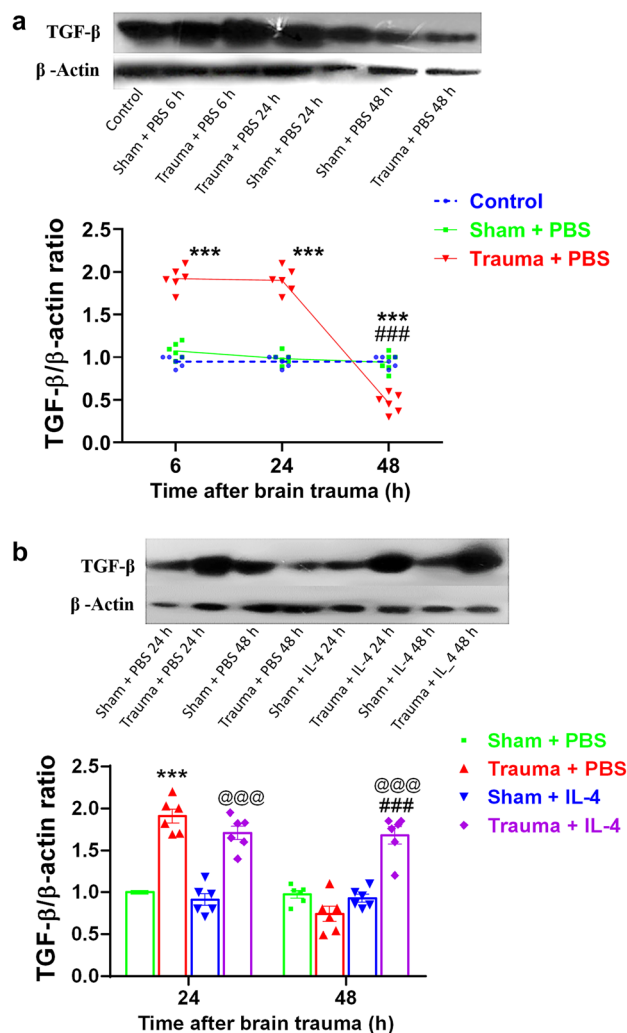 a
TGF-β
β -Actin
Control
Sham + PBS 6 h
Trauma + PBS 6 h
Trauma + PBS 24 h
Sham + PBS 24 h
Sham + PBS 48 h
Trauma + PBS 48 h
Control
Sham + PBS
Trauma + PBS
TGF-β/β-actin ratio
2.5
2.0
1.5
1.0
0.5
0.0
***
***
***
###
6
24
48
Time after brain trauma (h)
b
TGF-β
β -Actin
Sham + PBS 24 h
Trauma + PBS 24 h
Sham + PBS 48 h
Trauma + PBS 48 h
Sham + IL-4 24 h
Trauma + IL-4 24 h
Sham + IL-4 48 h
Trauma + IL_4 48 h
Sham + PBS
Trauma + PBS
Sham + IL-4
Trauma + IL-4
TGF-β/β-actin ratio
2.5
2.0
1.5
1.0
0.5
0.0
***
@@@
@@@
###
24
48
Time after brain trauma (h)